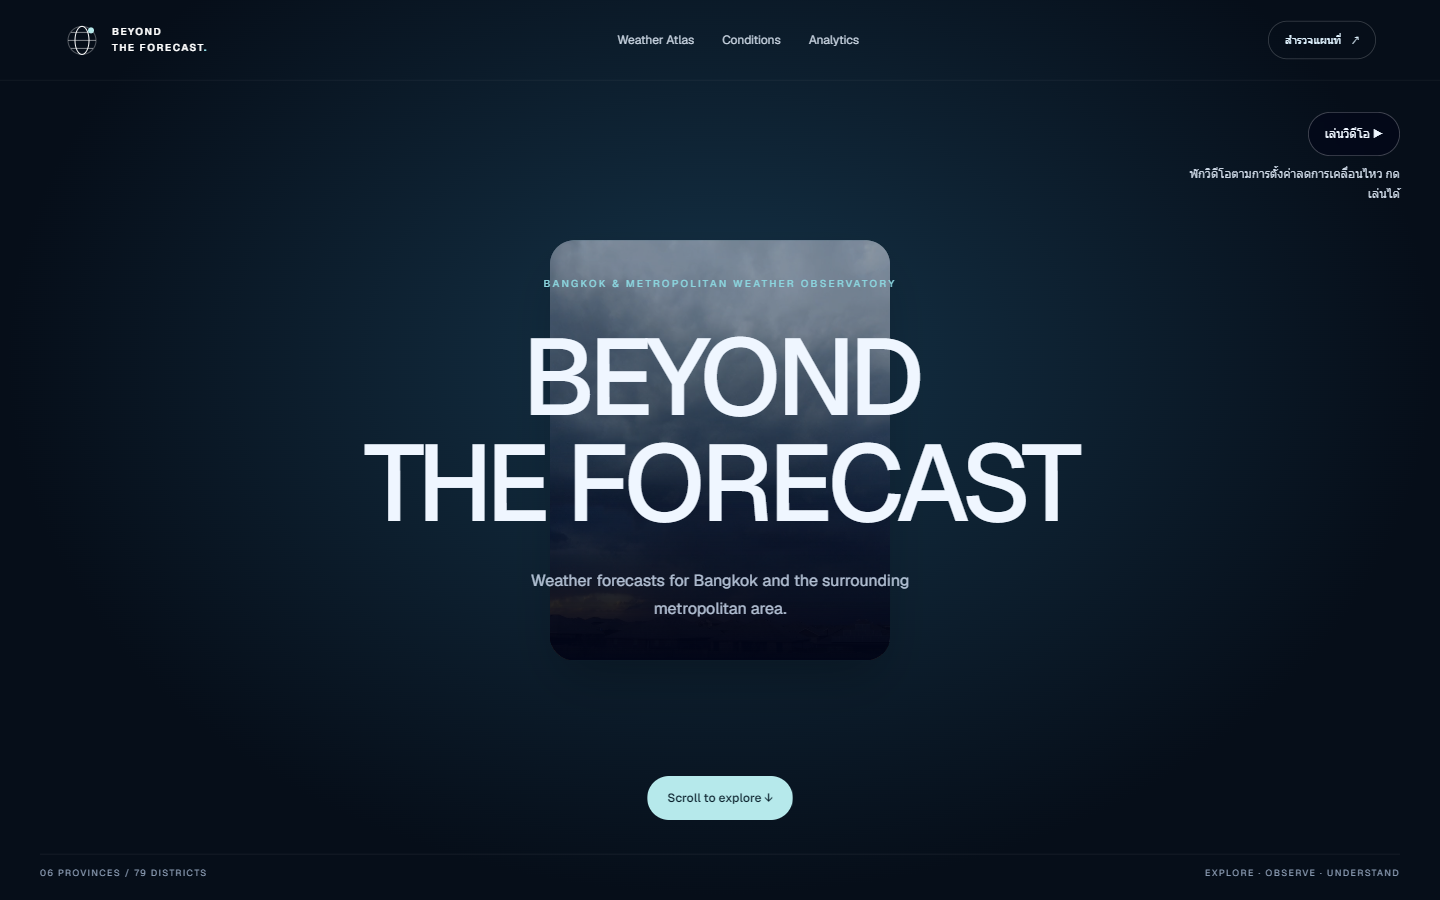 BEYOND
THE FORECAST.
Weather Atlas
Conditions
Analytics
สำรวจแผนที่ ↗
เล่นวิดีโอ ▶
พักวิดีโอตามการตั้งค่าลดการเคลื่อนไหว กด
เล่นได้
BANGKOK & METROPOLITAN WEATHER OBSERVATORY
BEYOND
THE FORECAST
Weather forecasts for Bangkok and the surrounding
metropolitan area.
Scroll to explore ↓
06 PROVINCES / 79 DISTRICTS
EXPLORE · OBSERVE · UNDERSTAND